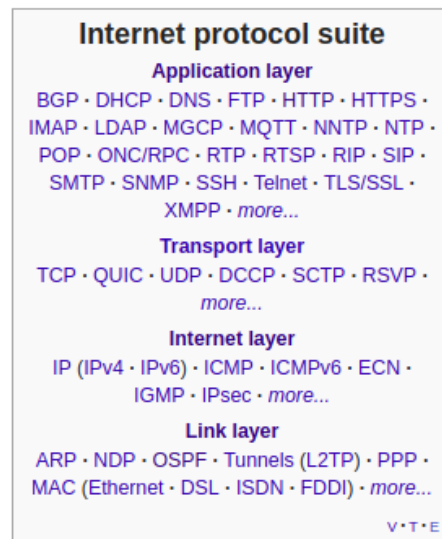 Internet protocol suite
Application layer
BGP · DHCP · DNS · FTP · HTTP · HTTPS ·
IMAP · LDAP · MGCP · MQTT · NNTP · NTP ·
POP · ONC/RPC · RTP · RTSP · RIP · SIP ·
SMTP · SNMP · SSH · Telnet · TLS/SSL ·
XMPP · more...
Transport layer
TCP · QUIC · UDP · DCCP · SCTP · RSVP ·
more...
Internet layer
IP (IPv4 · IPv6) · ICMP · ICMPv6 · ECN ·
IGMP · IPsec · more...
Link layer
ARP · NDP · OSPF · Tunnels (L2TP) · PPP ·
MAC (Ethernet · DSL · ISDN · FDDI) · more...
V · T · E